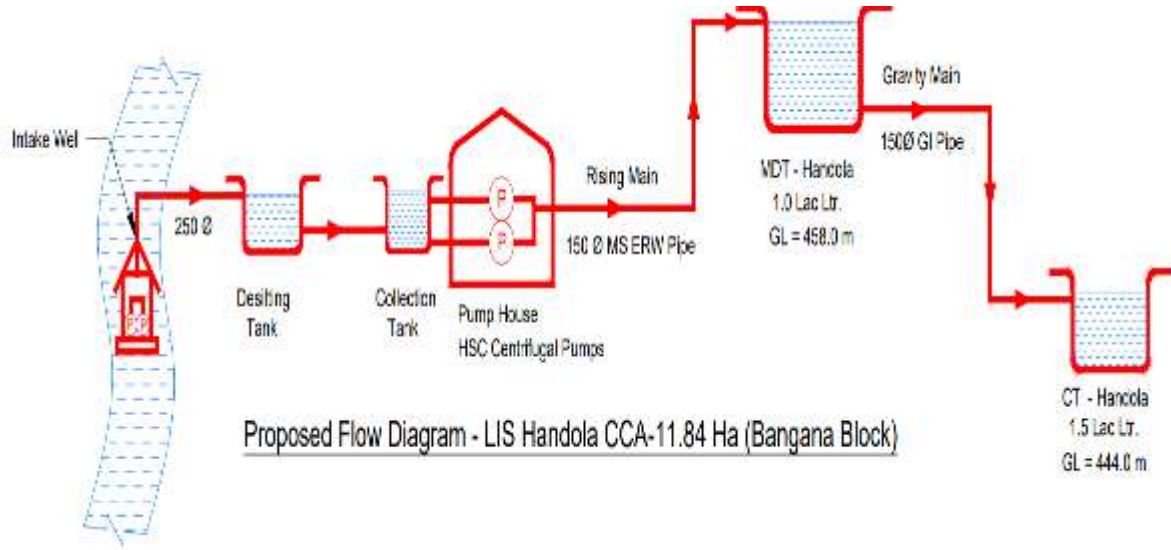 Intake Well
250 Ø
Desilting
Tank
Collection
Tank
P
P
Pump House
HSC Centrifugal Pumps
Rising Main
150 Ø MS ERW Pipe
MDT - Handola
1.0 Lac Ltr.
GL = 458.0 m
Gravity Main
150Ø GI Pipe
CT - Handola
1.5 Lac Ltr.
GL = 444.0 m
P P
Proposed Flow Diagram - LIS Handola CCA-11.84 Ha (Bangana Block)